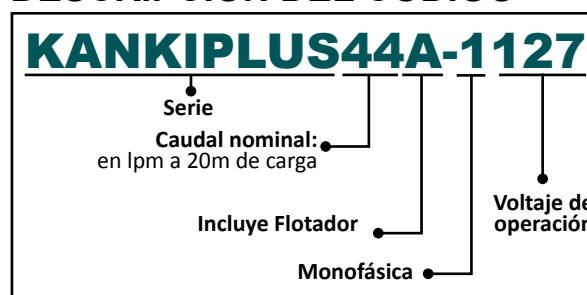 KANKIPLUS44A-1127
Serie
Caudal nominal:
en lpm a 20m de carga
Voltaje de
operación
Incluye Flotador
Monofásica